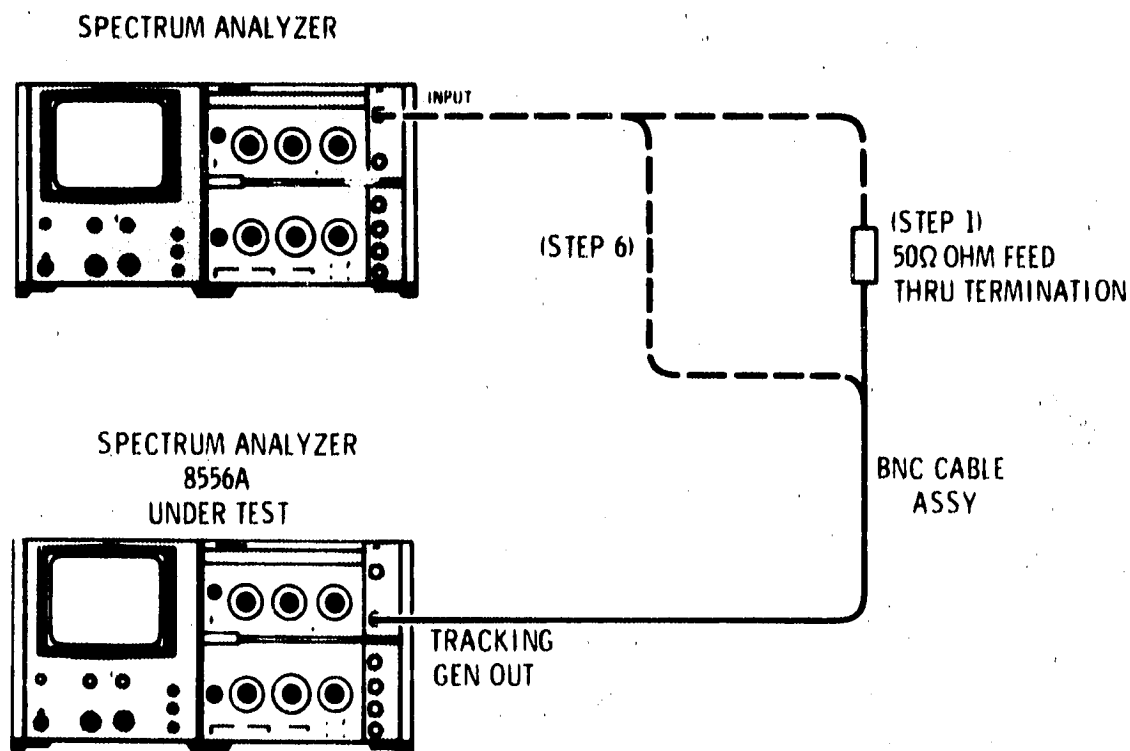 SPECTRUM ANALYZER
INPUT
(STEP 6)
(STEP 1)
50Ω OHM FEED
THRU TERMINATION
SPECTRUM ANALYZER
8556A
UNDER TEST
BNC CABLE
ASSY
TRACKING
GEN OUT